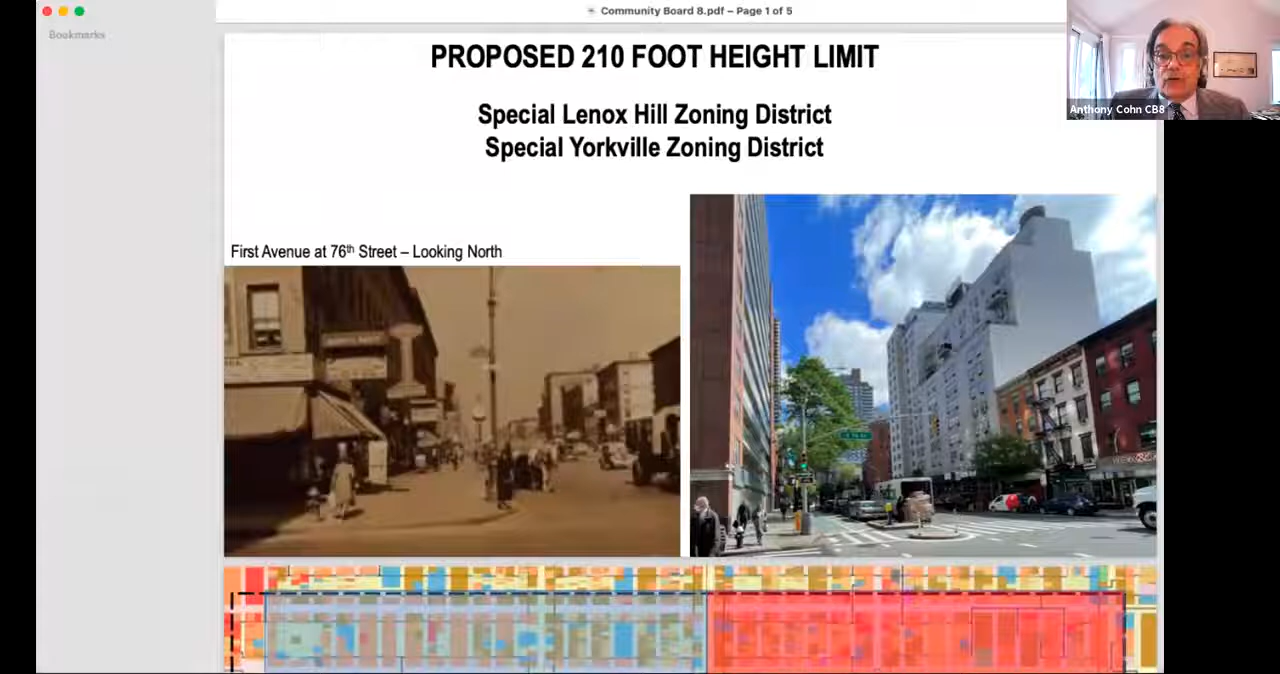 Community Board 8.pdf – Page 1 of 5
Bookmarks
PROPOSED 210 FOOT HEIGHT LIMIT
Anthony Cohn CB8
Special Lenox Hill Zoning District
Special Yorkville Zoning District
First Avenue at 76th Street – Looking North